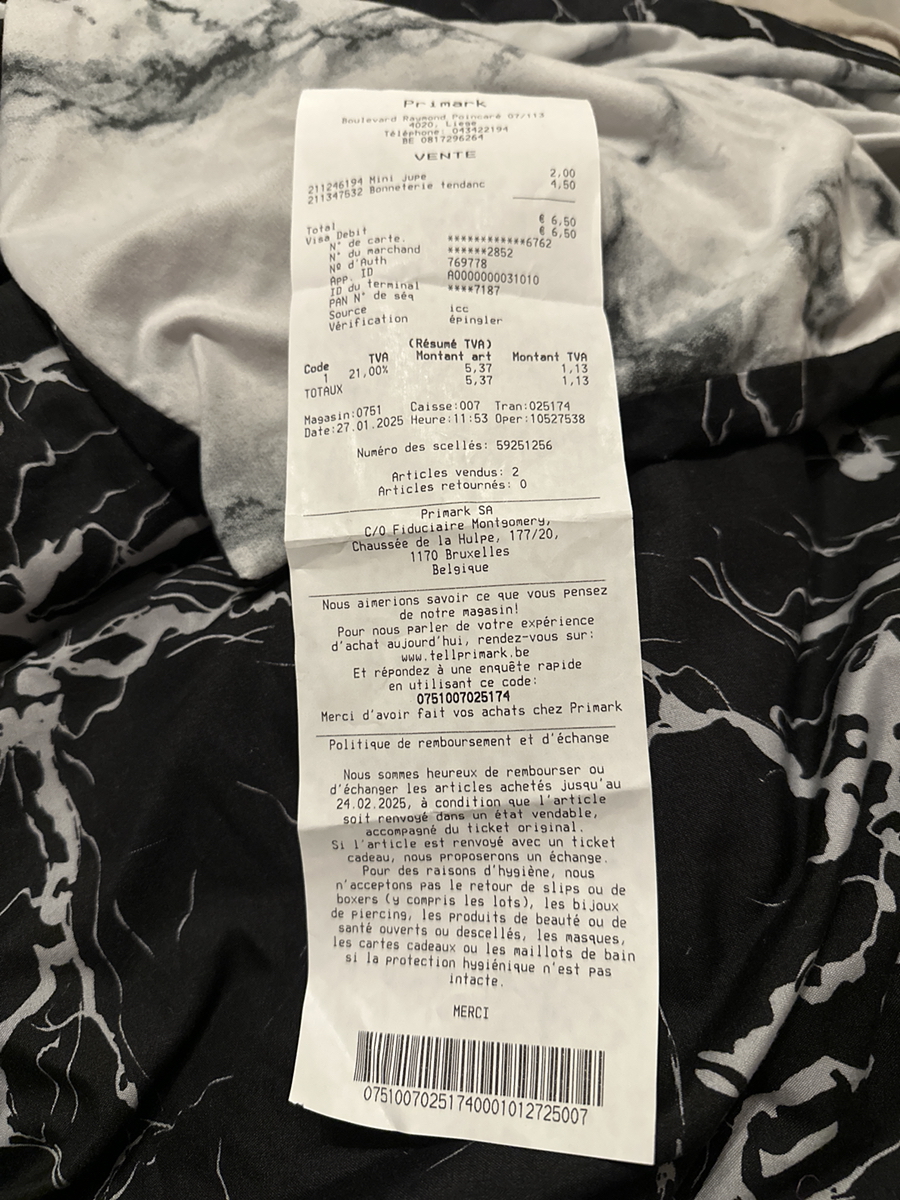 Primark
Boulevard Raymond Poincaré 07/113
4020, Liege
Téléphone: 043422194
BE 0817296264
VENTE
211246194 Mini Jupe 2,00
211347532 Bonneterie tendanc 4,50
Total € 6,50
Visa Debit € 6,50
N° de carte. ************6762
N° du marchand ******2852
Nº d'Auth 769778
App. ID A0000000031010
ID du terminal ****7187
PAN N° de séq
Source icc
Vérification épingler
(Résumé TVA)
Code TVA Montant art Montant TVA
1 21,00% 5,37 1,13
TOTAUX 5,37 1,13
Magasin:0751 Caisse:007 Tran:025174
Date:27.01.2025 Heure:11:53 Oper:10527538
Numéro des scellés: 59251256
Articles vendus: 2
Articles retournés: 0
Primark SA
C/O Fiduciaire Montgomery,
Chaussée de la Hulpe, 177/20,
1170 Bruxelles
Belgique
Nous aimerions savoir ce que vous pensez
de notre magasin!
Pour nous parler de votre expérience
d'achat aujourd'hui, rendez-vous sur:
www.tellprimark.be
Et répondez à une enquête rapide
en utilisant ce code:
0751007025174
Merci d'avoir fait vos achats chez Primark
Politique de remboursement et d'échange
Nous sommes heureux de rembourser ou
d'échanger les articles achetés jusqu'au
24.02.2025, à condition que l'article
soit renvoyé dans un état vendable,
accompagné du ticket original.
Si l'article est renvoyé avec un ticket
cadeau, nous proposerons un échange.
Pour des raisons d'hygiène, nous
n'acceptons pas le retour de slips ou de
boxers (y compris les lots), les bijoux
de piercing, les produits de beauté ou de
santé ouverts ou descellés, les masques,
les cartes cadeaux ou les maillots de bain
si la protection hygiénique n'est pas
intacte.
MERCI
07510070251740001012725007